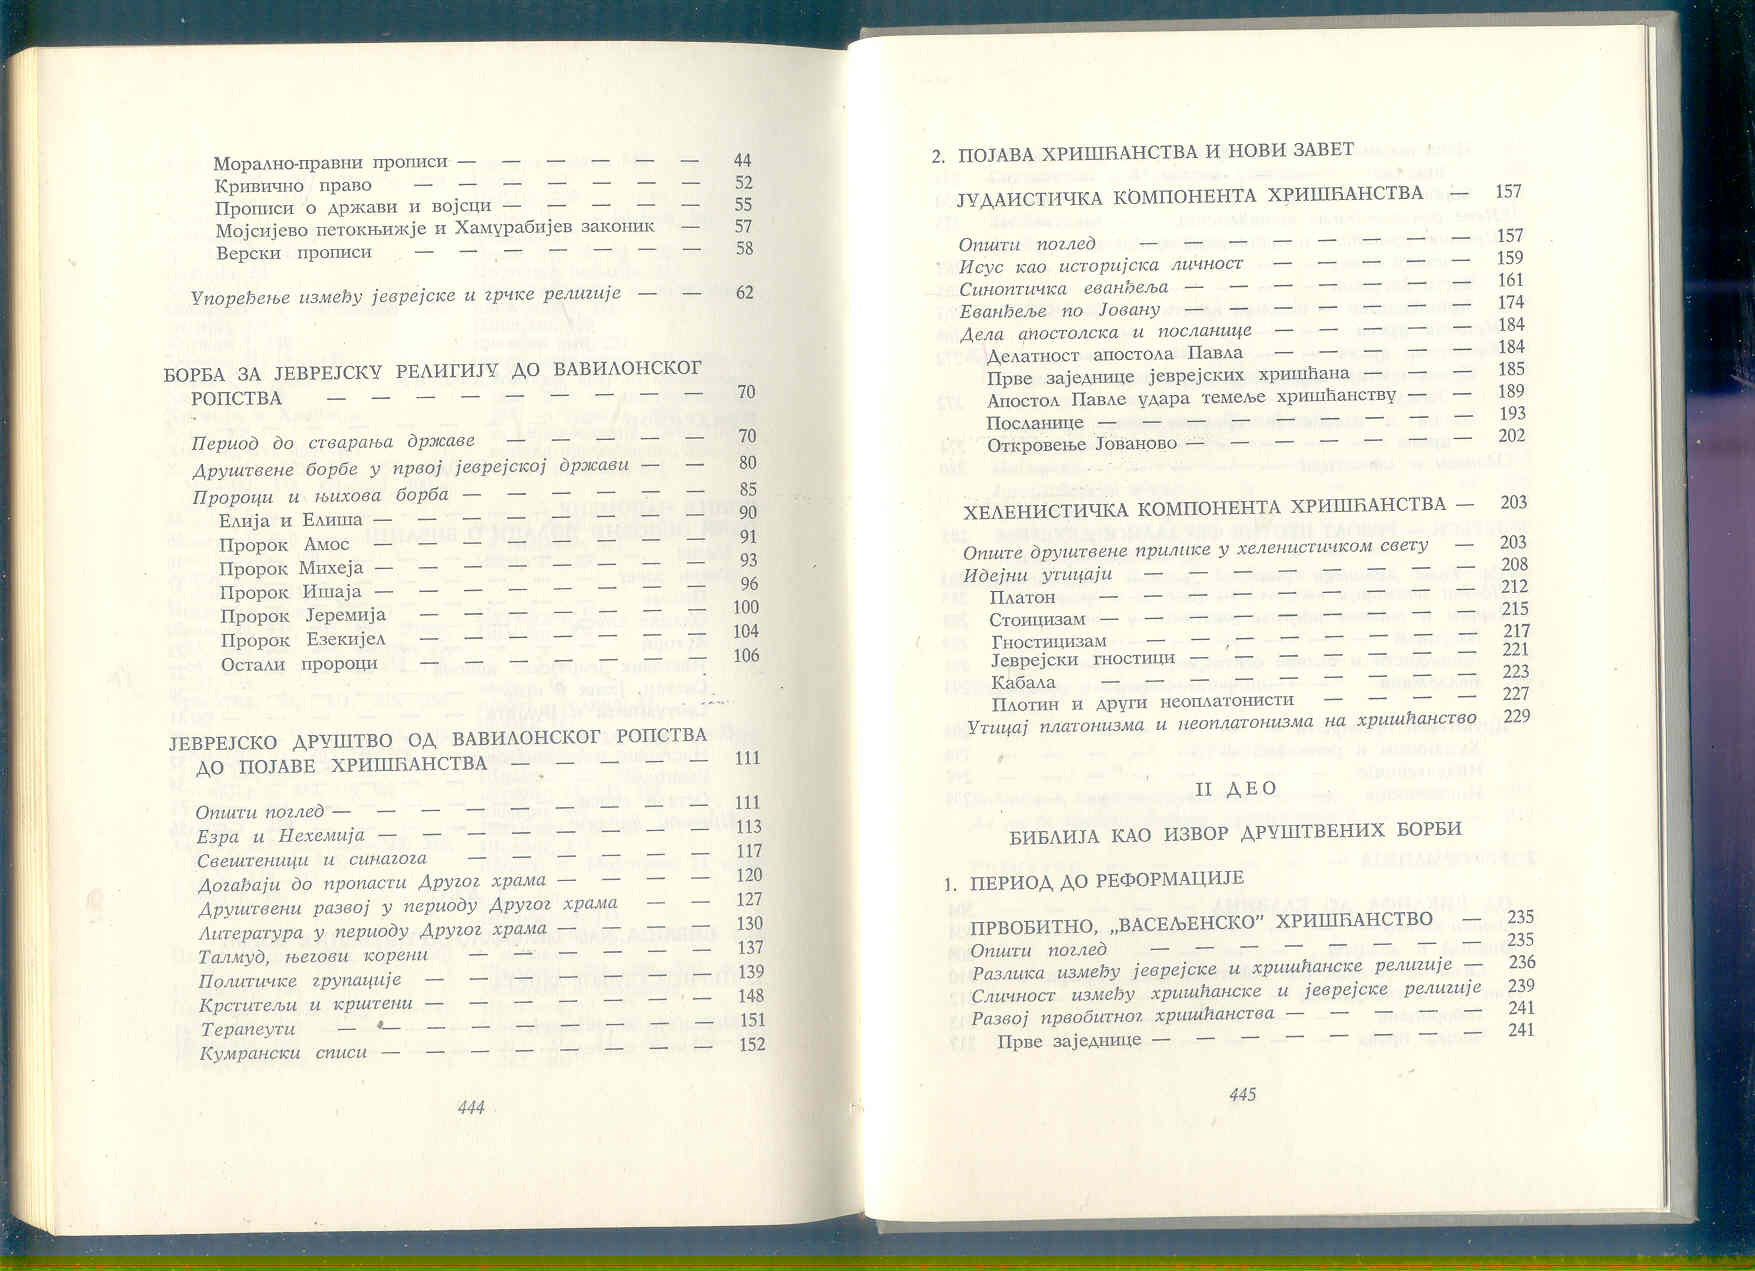 Морално-правни прописи — — — — — — 44
Кривично право — — — — — — — 52
Прописи о држави и војсци — — — — — 55
Мојсијево петокњижје и Хамурабијев законик — 57
Верски прописи — — — — — — — 58
Упоређење између јеврејске и грчке религије — — 62
БОРБА ЗА ЈЕВРЕЈСКУ РЕЛИГИЈУ ДО ВАВИЛОНСКОГ
РОПСТВА — — — — — — — — — 70
Период до стварања државе — — — — — 70
Друштвене борбе у првој јеврејској држави — — 80
Пророци и њихова борба — — — — — — 85
Елија и Елиша — — — — — — — — 90
Пророк Амос — — — — — — — — 91
Пророк Михеја — — — — — — — — 93
Пророк Ишаја — — — — — — — — 96
Пророк Јеремија — — — — — — — 100
Пророк Езекијел — — — — — — — 104
Остали пророци — — — — — — — 106
ЈЕВРЕЈСКО ДРУШТВО ОД ВАВИЛОНСКОГ РОПСТВА
ДО ПОЈАВЕ ХРИШЋАНСТВА — — — — — 111
Општи поглед — — — — — — — — — 111
Езра и Нехемија — — — — — — — — 113
Свештеници и синагога — — — — — — 117
Догађаји до пропасти Другог храма — — — — 120
Друштвени развој у периоду Другог храма — — 127
Литература у периоду Другог храма — — — — 130
Талмуд, његови корени — — — — — — 137
Политичке групације — — — — — — — 139
Крститељи и крштени — — — — — — — 148
Терапеути — — — — — — — — — 151
Кумрански списи — — — — — — — — 152
444
2. ПОЈАВА ХРИШЋАНСТВА И НОВИ ЗАВЕТ
ЈУДАИСТИЧКА КОМПОНЕНТА ХРИШЋАНСТВА — 157
Општи поглед — — — — — — — — 157
Исус као историјска личност — — — — — 159
Синоптичка еванђеља — — — — — — — 161
Еванђеље по Јовану — — — — — — — 174
Дела апостолска и посланице — — — — — 184
Делатност апостола Павла — — — — — 184
Прве заједнице јеврејских хришћана — — — 185
Апостол Павле удара темеље хришћанству — — 189
Посланице — — — — — — — — — 193
Откровење Јованово — — — — — — — 202
ХЕЛЕНИСТИЧКА КОМПОНЕНТА ХРИШЋАНСТВА — 203
Опште друштвене прилике у хеленистичком свету — 203
Идејни утицаји — — — — — — — — 208
Платон — — — — — — — — — 212
Стоицизам — — — — — — — — — 215
Гностицизам — — — — — — — — 217
Јеврејски гностици — — — — — — — 221
Кабала — — — — — — — — — 223
Плотин и други неоплатонисти — — — — 227
Утицај платонизма и неоплатонизма на хришћанство 229
II ДЕО
БИБЛИЈА КАО ИЗВОР ДРУШТВЕНИХ БОРБИ
1. ПЕРИОД ДО РЕФОРМАЦИЈЕ
ПРВОБИТНО, „ВАСЕЉЕНСКО” ХРИШЋАНСТВО — 235
Општи поглед — — — — — — — — 235
Разлика између јеврејске и хришћанске религије — 236
Сличност између хришћанске и јеврејске религије 239
Развој првобитног хришћанства — — — — — 241
Прве заједнице — — — — — — — — 241
445